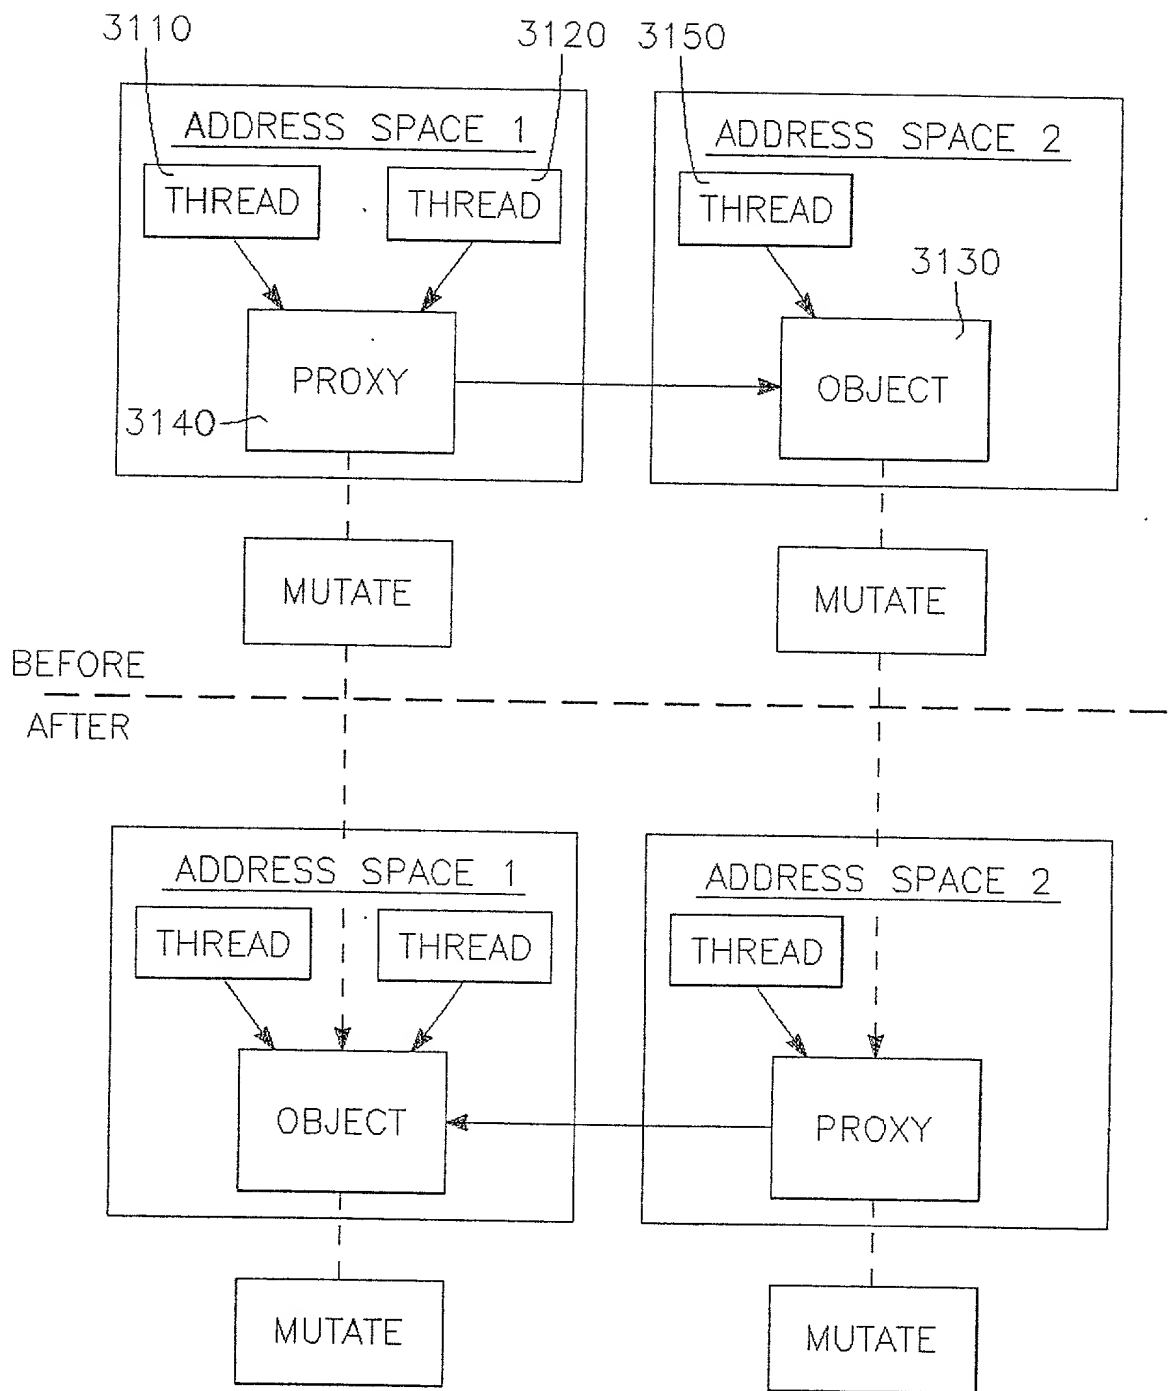 3110
3120
3150
ADDRESS SPACE 1
ADDRESS SPACE 2
THREAD
THREAD
THREAD
3130
PROXY
OBJECT
3140
MUTATE
MUTATE
BEFORE
AFTER
ADDRESS SPACE 1
ADDRESS SPACE 2
THREAD
THREAD
THREAD
OBJECT
PROXY
MUTATE
MUTATE